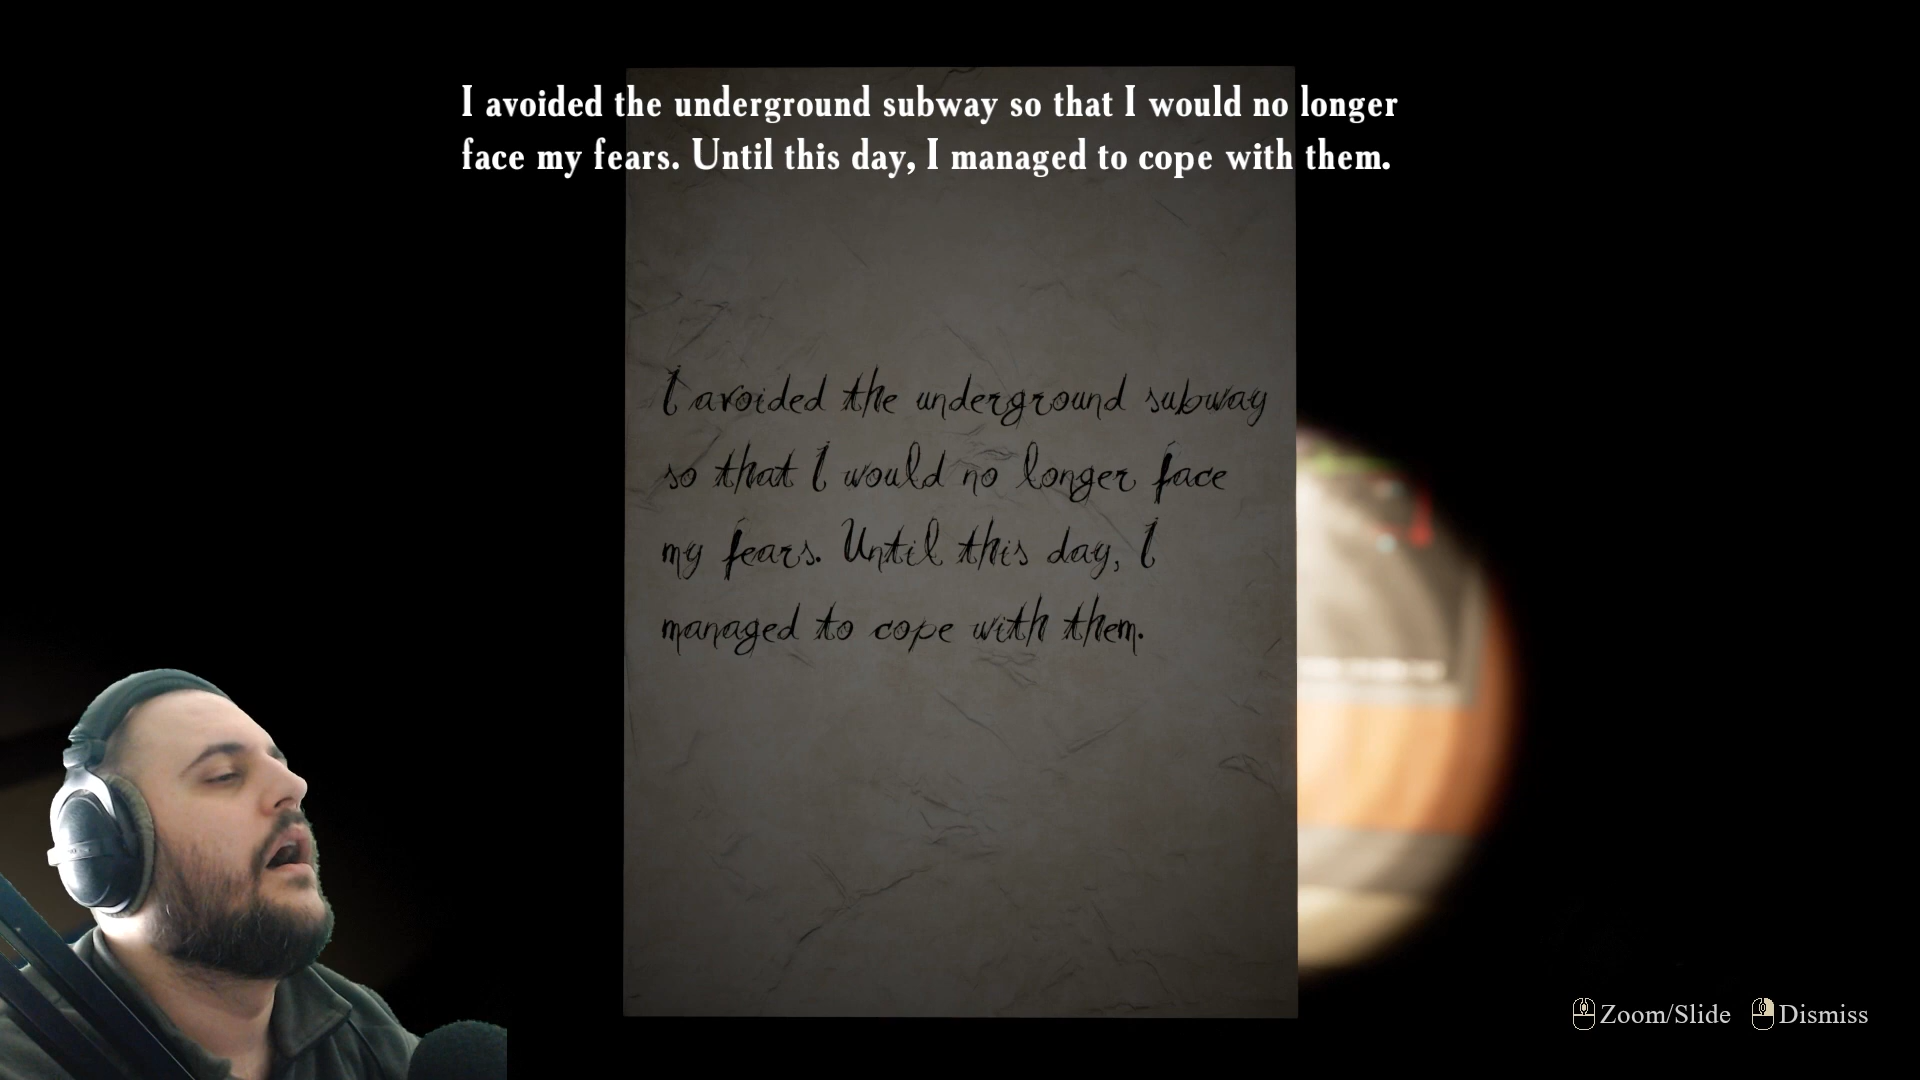 I avoided the underground subway so that I would no longer
face my fears. Until this day, I managed to cope with them.
I avoided the underground subway
so that I would no longer face
my fears. Until this day, I
managed to cope with them.
Zoom/Slide Dismiss